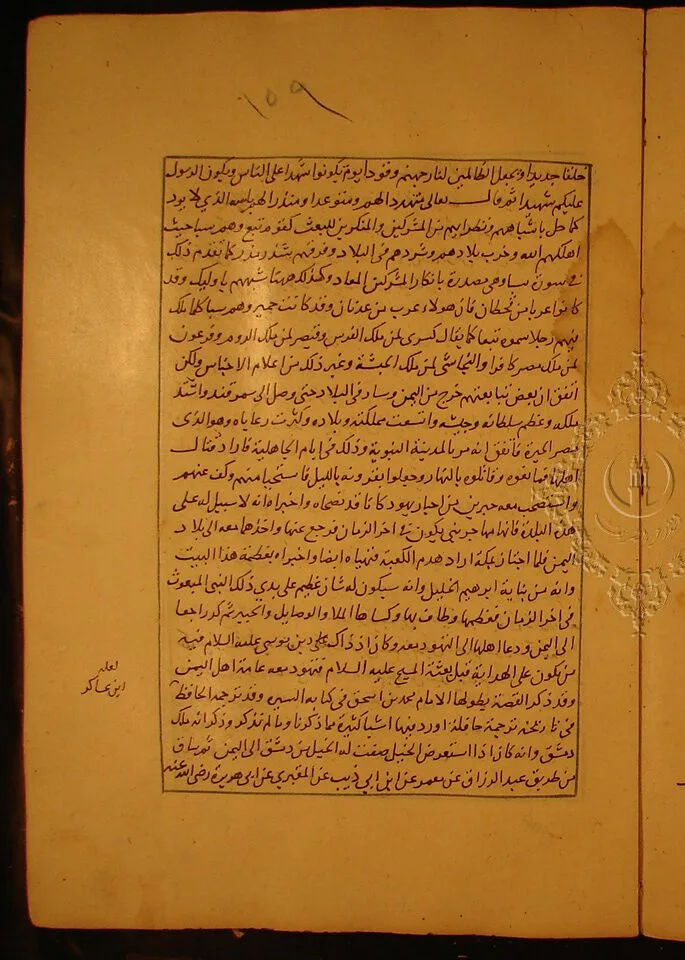 ١٥٩
خلقا جديدا ويجعل الظالمين لنار جهنم وقودا يوم يكونوا شهدا على الناس ويكون الرسول
عليكم شهيدا ثم قال تعالى متهددا لهم ومتوعدا ومنذرا لهم باسه الذي لا يرد
كما حل باشباههم ونظرايهم من المشركين والمنكرين للبعث كقوم تبع وهم سبا حيث
اهلكهم الله وخرب بلادهم وشردهم في البلاد وفرقهم شذر مذر كما تقدم ذلك
في سورة سبا وهي مصدرة بانكار المشركين المعاد وكذلك ههنا شبههم باوليك وقد
كانوا عربا من قحطان كما ان هولاء عرب من عدنان وقد كانت حمير وهم سبا كلما ملك
فيهم رجلا سموه تبعا كما يقال كسرى لمن ملك الفرس وقيصر لمن ملك الروم وفرعون
لمن ملك مصر كافرا والنجاشي لمن ملك الحبشة وغير ذلك من اعلام الاجناس ولكن
اتفق ان بعض تبابعتهم خرج من اليمن وسار في البلاد حتى وصل الى سمرقند واشتد
ملكه وعظم سلطانه وجيشه واتسعت مملكته وبلاده وكثرت رعاياه وهو الذي
مصر الحيرة فاتفق انه مر بالمدينة النبوية وذلك في ايام الجاهلية فاراد قتال
اهلها فمانعوه وقاتلوه بالنهار وجعلوا يقرونه بالليل فاستحيا منهم وكف عنهم
واستصحب معه حبرين من احبار يهود كانا قد نصحاه واخبراه انه لا سبيل له على
هذه البلدة فانها مهاجر نبي يكون في اخر الزمان فرجع عنها واخذهما معه الى بلاد
اليمن فلما اجتاز بمكة اراد هدم الكعبة فنهياه ايضا واخبراه بعظمة هذا البيت
وانه من بناية ابرهيم الخليل وانه سيكون له شان عظيم على يدي ذلك النبي المبعوث
في اخر الزمان فعظمها وطاف بها وكساها الملا والوصايل والحبير ثم كر راجعا
الى اليمن ودعا اهلها الى التهود معه وكان اذ ذاك على دين موسى عليه السلام فيه
من يكون على الهداية قبل بعثة المسيح عليه السلام فتهود معه عامة اهل اليمن
وقد ذكر القصة بطولها الامام محمد بن اسحق في كتابه السيره وقد ترجمه الحافظ
في تاريخه ترجمة حافلة اورد فيها اشيا كثيرة مما ذكرنا ومالم نذكر وذكر انه ملك
دمشق وانه كان اذا استعرض الخيل صفت له الخيل من دمشق الى اليمن ثم ساق
من طريق عبد الرزاق عن معمر عن ابن ابي ذيب عن المقبري عن ابي هريرة رضي الله عنه
لعله
ابن عساكر